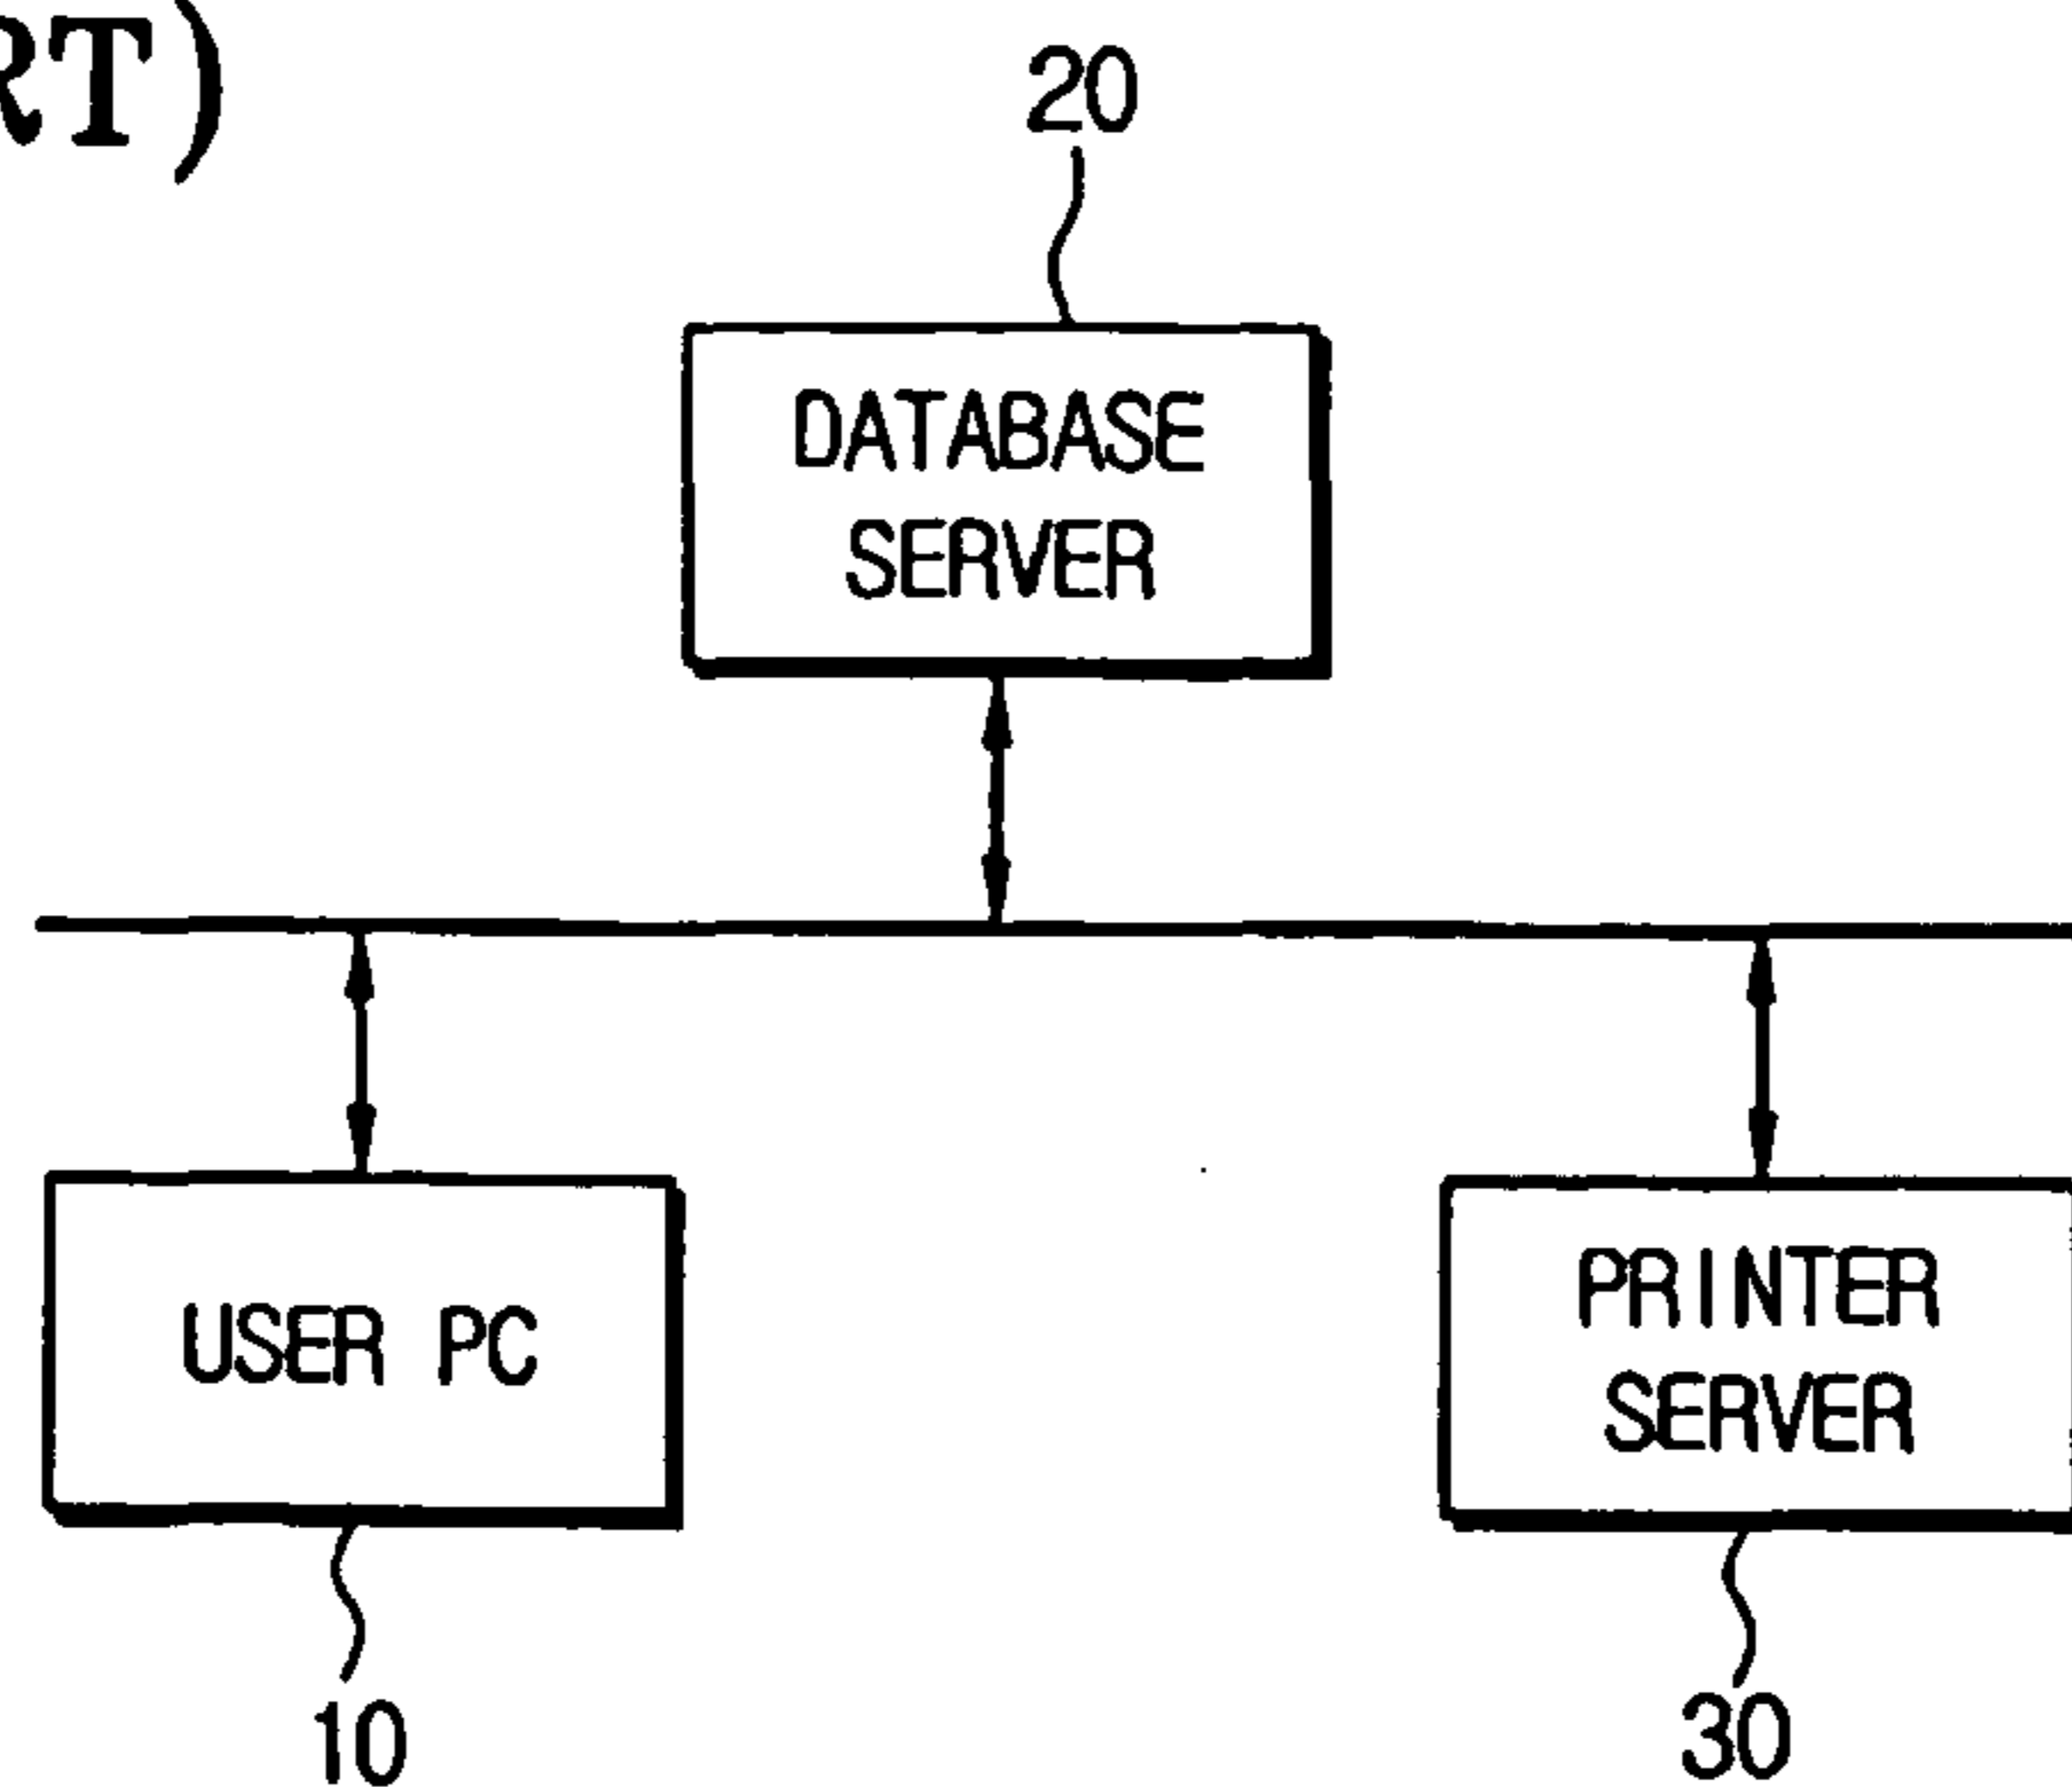 RT)
20
DATABASE
SERVER
USER PC
PRINTER
SERVER
10
30